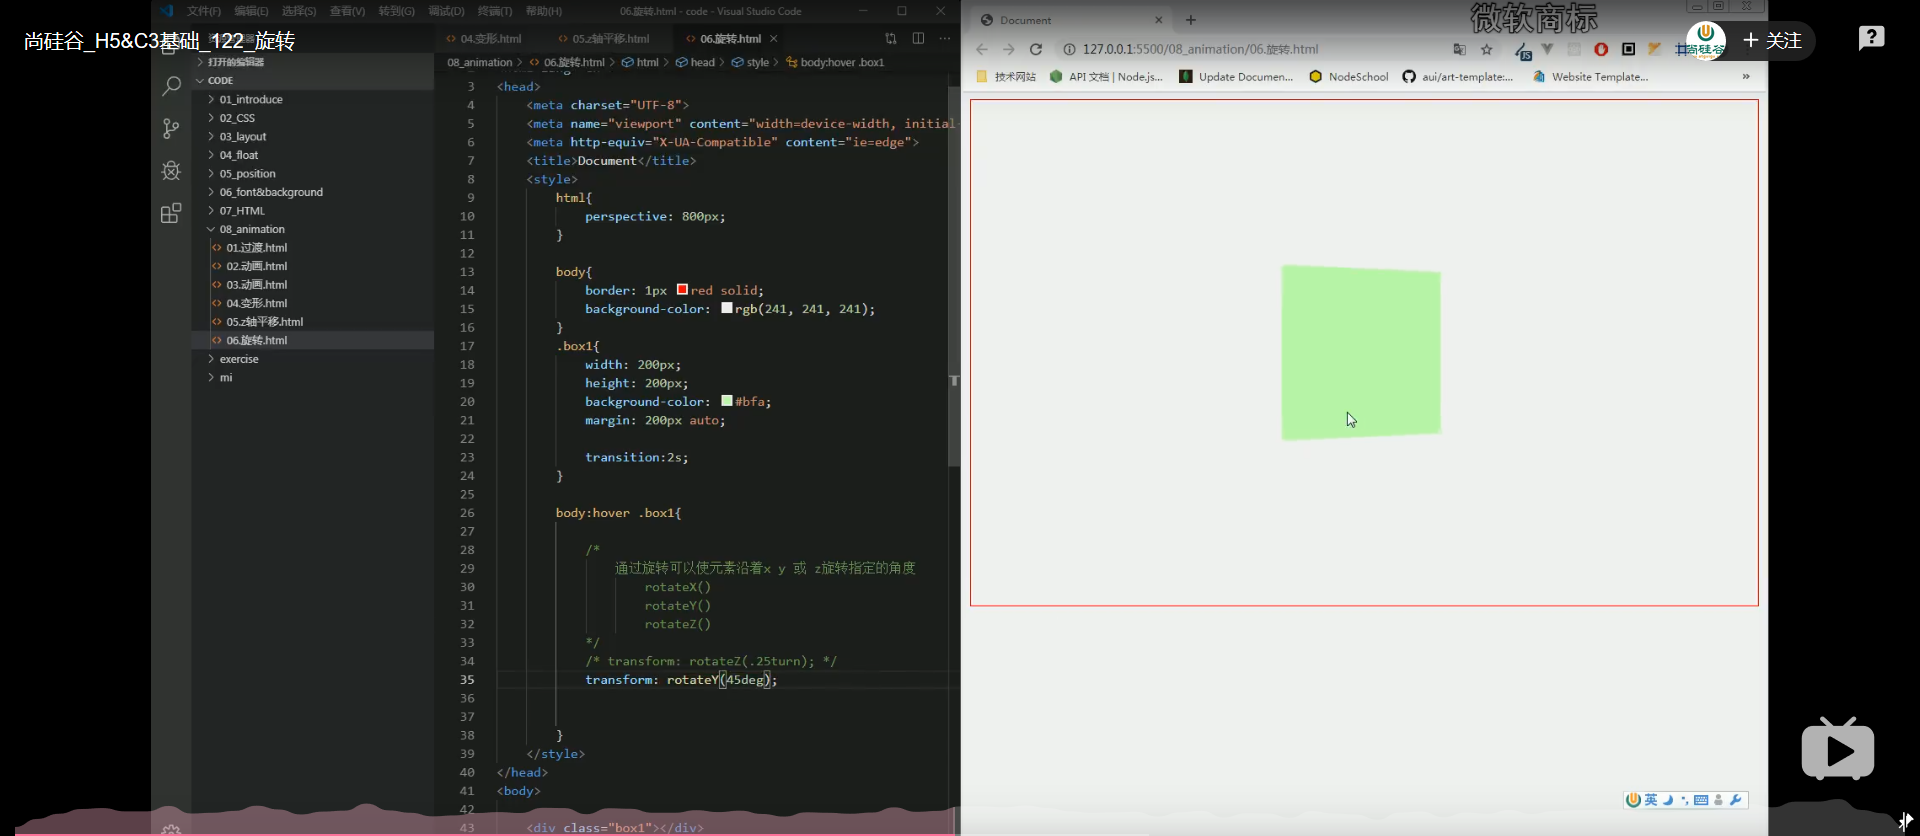 尚硅谷_H5&C3基础_122_旋转
文件(F) 编辑(E) 选择(S) 查看(V) 转到(G) 调试(D) 终端(T) 帮助(H)
06.旋转.html - code - Visual Studio Code
04.变形.html
05.z轴平移.html
06.旋转.html
打开的编辑器
CODE
01_introduce
02_CSS
03_layout
04_float
05_position
06_font&background
07_HTML
08_animation
01.过渡.html
02.动画.html
03.动画.html
04.变形.html
05.z轴平移.html
06.旋转.html
exercise
mi
08_animation > 06.旋转.html > html > head > style > body:hover .box1
3 <head>
4 <meta charset="UTF-8">
5 <meta name="viewport" content="width=device-width, initial-
6 <meta http-equiv="X-UA-Compatible" content="ie=edge">
7 <title>Document</title>
8 <style>
9 html{
10 perspective: 800px;
11 }
12
13 body{
14 border: 1px red solid;
15 background-color: rgb(241, 241, 241);
16 }
17 .box1{
18 width: 200px;
19 height: 200px;
20 background-color: #bfa;
21 margin: 200px auto;
22
23 transition:2s;
24 }
25
26 body:hover .box1{
27
28 /*
29 通过旋转可以使元素沿着x y 或 z旋转指定的角度
30 rotateX()
31 rotateY()
32 rotateZ()
33 */
34 /* transform: rotateZ(.25turn); */
35 transform: rotateY(45deg);
36
37
38 }
39 </style>
40 </head>
41 <body>
42
43 <div class="box1"></div>
Document
微软商标
127.0.0.1:5500/08_animation/06.旋转.html
尚硅谷
+ 关注
技术网站
API 文档 | Node.js...
Update Documen...
NodeSchool
aui/art-template:...
Website Template...
»
英